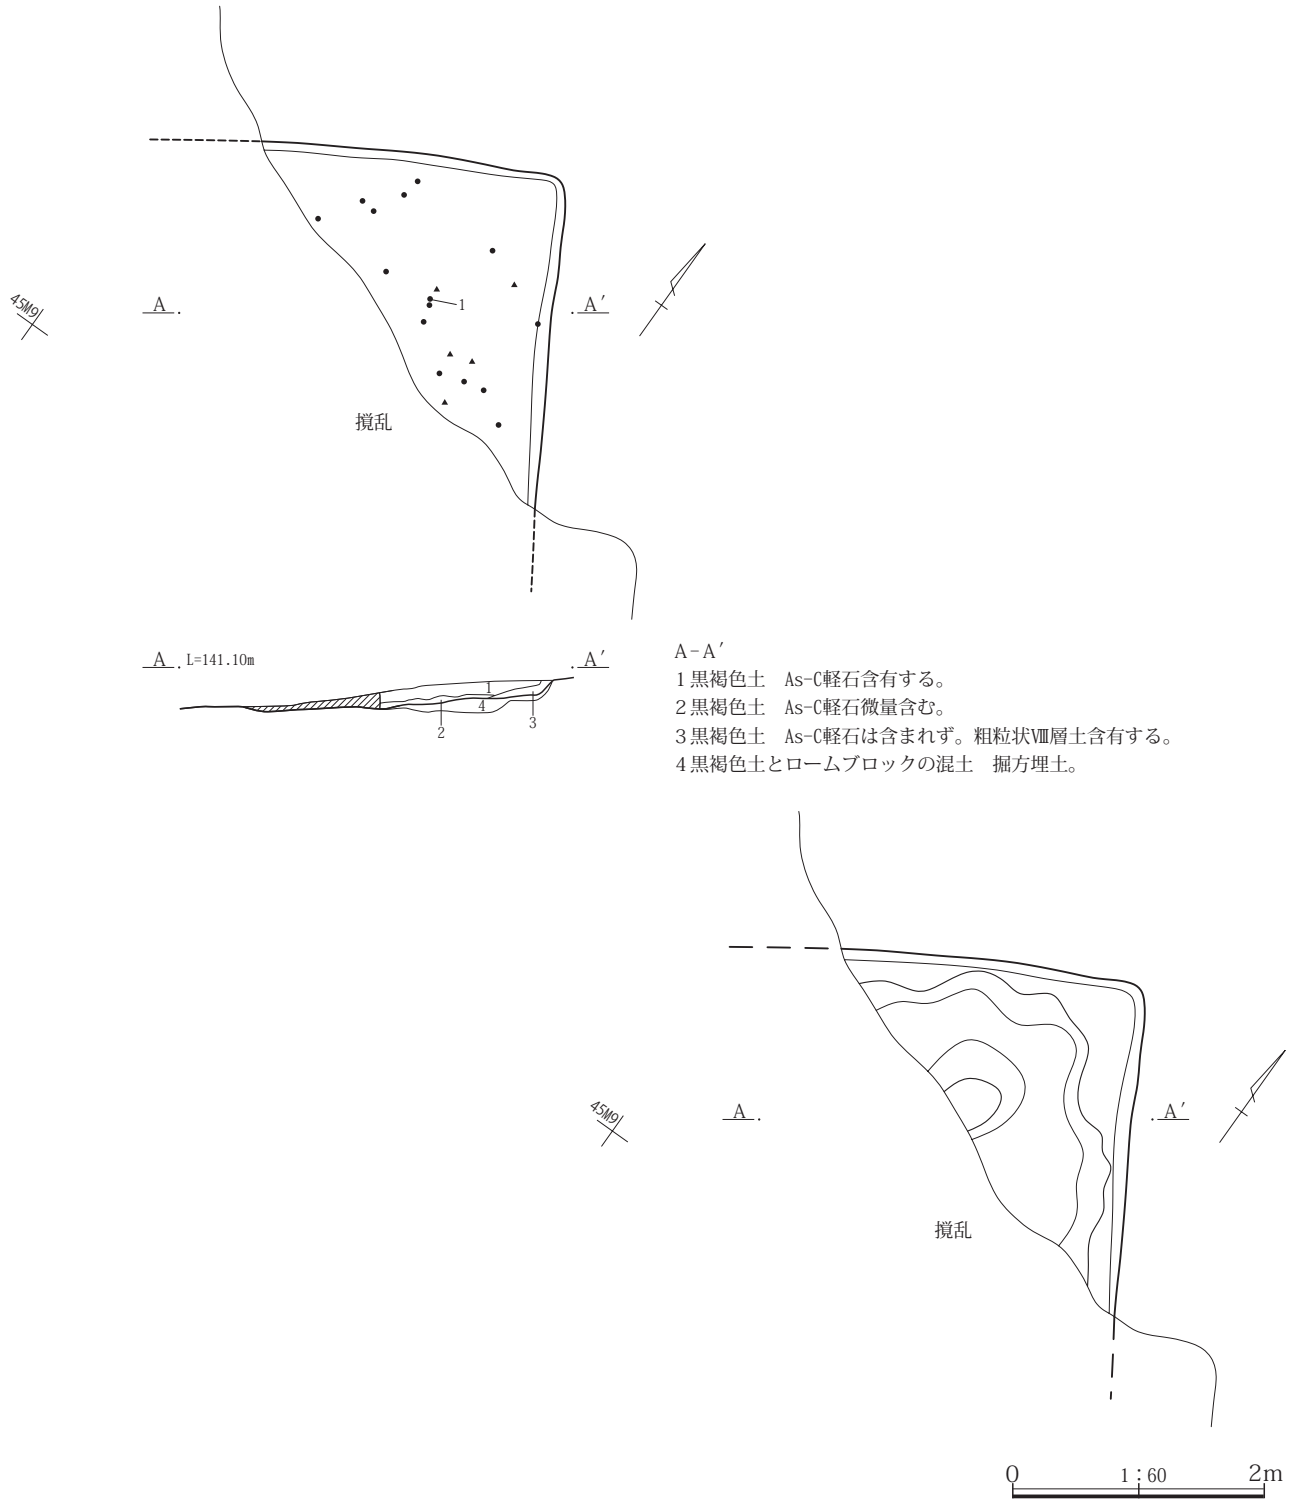 45M9
A .
. A′
1
撹乱
A . L=141.10m
. A′
1
4
2
3
A-A′
1 黒褐色土　As-C軽石含有する。
2 黒褐色土　As-C軽石微量含む。
3 黒褐色土　As-C軽石は含まれず。粗粒状Ⅷ層土含有する。
4 黒褐色土とロームブロックの混土　掘方埋土。
45M9
A .
. A′
撹乱
0 1：60 2m